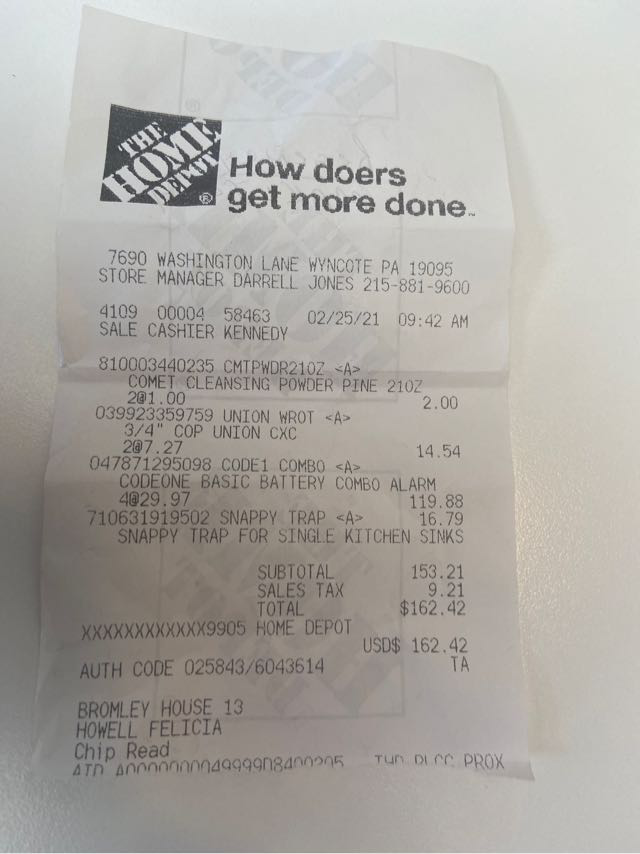 THE
HOME
DEPOT
®
How doers
get more done.™
7690 WASHINGTON LANE WYNCOTE PA 19095
STORE MANAGER DARRELL JONES 215-881-9600
4109 00004 58463 02/25/21 09:42 AM
SALE CASHIER KENNEDY
810003440235 CMTPWDR21OZ <A>
COMET CLEANSING POWDER PINE 21OZ
2@1.00 2.00
039923359759 UNION WROT <A>
3/4" COP UNION CXC
2@7.27 14.54
047871295098 CODE1 COMBO <A>
CODEONE BASIC BATTERY COMBO ALARM
4@29.97 119.88
710631919502 SNAPPY TRAP <A> 16.79
SNAPPY TRAP FOR SINGLE KITCHEN SINKS
SUBTOTAL 153.21
SALES TAX 9.21
TOTAL $162.42
XXXXXXXXXXXX9905 HOME DEPOT
USD$ 162.42
AUTH CODE 025843/6043614 TA
BROMLEY HOUSE 13
HOWELL FELICIA
Chip Read
PROX